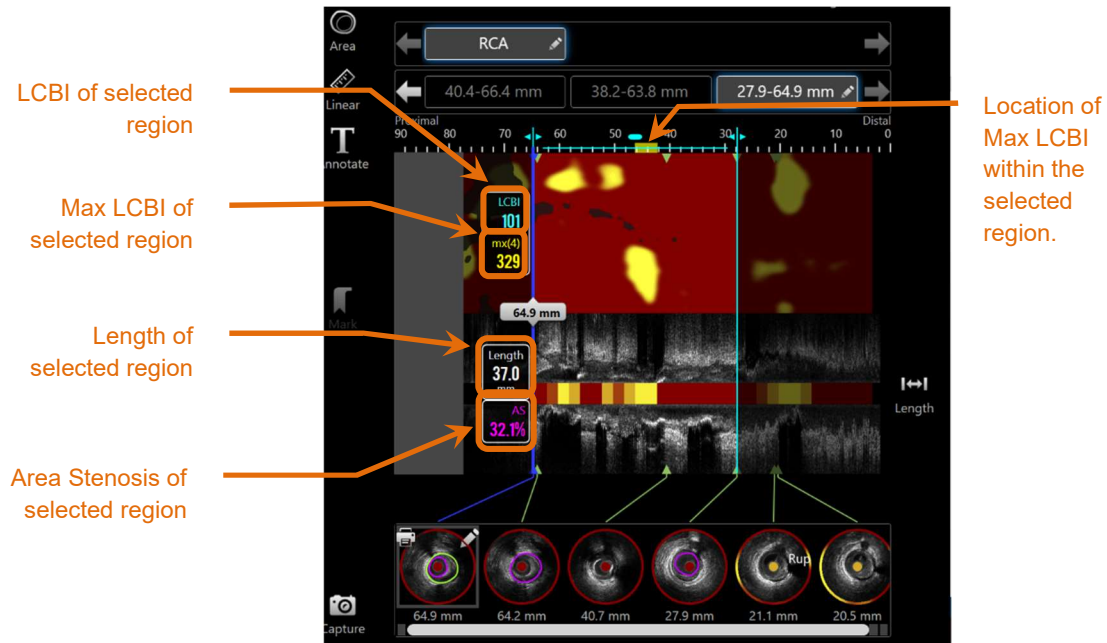 Area
RCA
LCBI of selected
region
Linear
40.4-66.4 mm
38.2-63.8 mm
27.9-64.9 mm
Location of
Max LCBI
within the
selected
region.
Proximal
Distal
90 80 70 60 50 40 30 20 10 0
T
nnotate
LCBI
101
Max LCBI of
selected region
mx(4)
329
64.9 mm
Mark
Length of
selected region
Length
37.0
mm
Length
AS
32.1%
Area Stenosis of
selected region
Rup
64.9 mm
64.2 mm
40.7 mm
27.9 mm
21.1 mm
20.5 mm
Capture